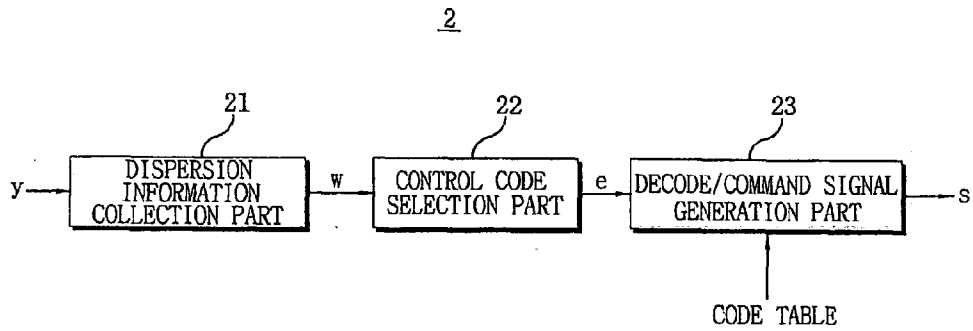 2
21
22
23
y
DISPERSION
INFORMATION
COLLECTION PART
w
CONTROL CODE
SELECTION PART
e
DECODE/COMMAND SIGNAL
GENERATION PART
s
CODE TABLE